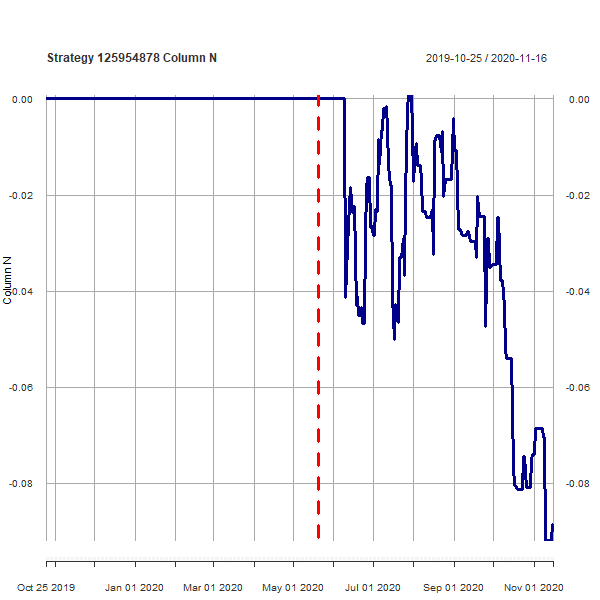 Strategy 125954878 Column N
2019-10-25 / 2020-11-16
0.00 0.00
-0.02 -0.02
Column N
-0.04 -0.04
-0.06 -0.06
-0.08 -0.08
Oct 25 2019 Jan 01 2020 Mar 01 2020 May 01 2020 Jul 01 2020 Sep 01 2020 Nov 01 2020